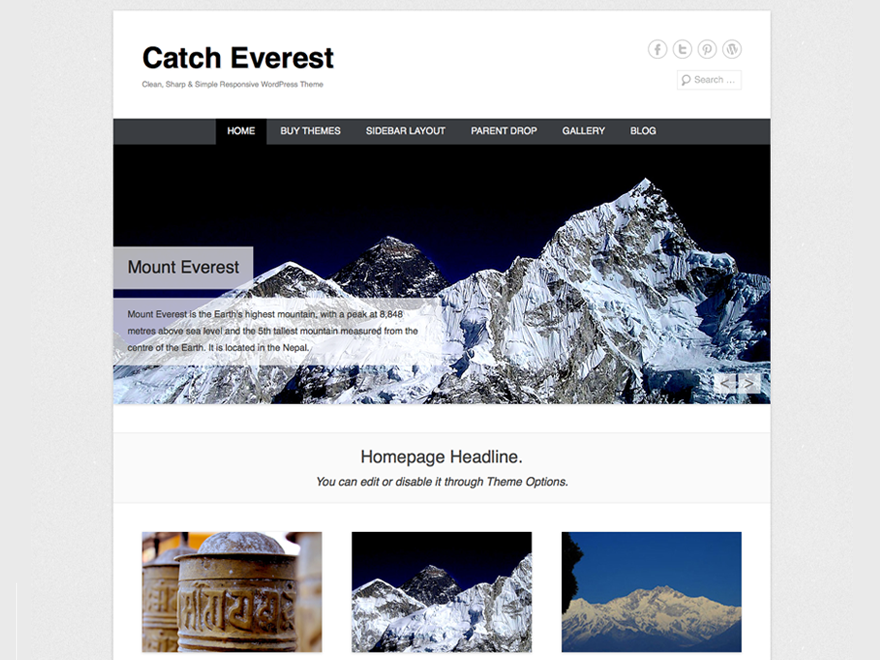 Catch Everest
Clean, Sharp & Simple Responsive WordPress Theme
Search ...
HOME BUY THEMES SIDEBAR LAYOUT PARENT DROP GALLERY BLOG
Mount Everest
Mount Everest is the Earth's highest mountain, with a peak at 8,848
metres above sea level and the 5th tallest mountain measured from the
centre of the Earth. It is located in the Nepal.
< >
Homepage Headline.
You can edit or disable it through Theme Options.